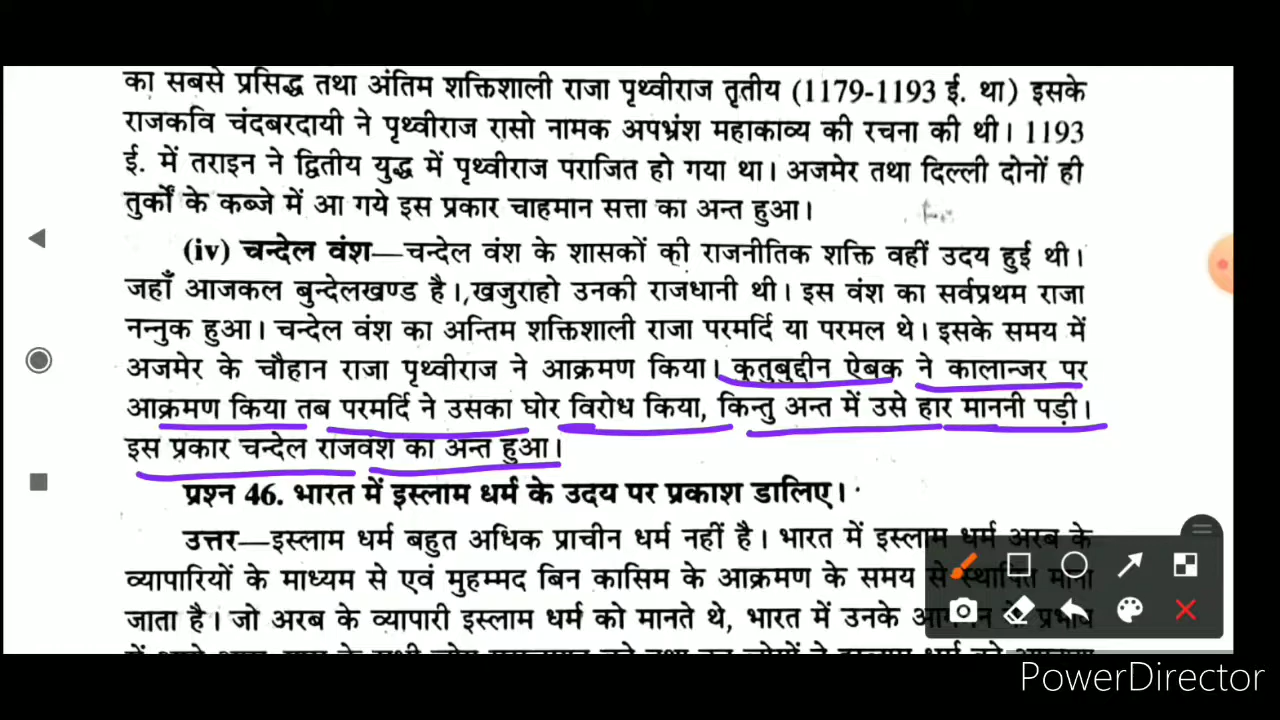 का सबसे प्रसिद्ध तथा अंतिम शक्तिशाली राजा पृथ्वीराज तृतीय (1179-1193 ई. था) इसके
राजकवि चंदबरदायी ने पृथ्वीराज रासो नामक अपभ्रंश महाकाव्य की रचना की थी। 1193
ई. में तराइन ने द्वितीय युद्ध में पृथ्वीराज पराजित हो गया था। अजमेर तथा दिल्ली दोनों ही
तुर्कों के कब्जे में आ गये इस प्रकार चाहमान सत्ता का अन्त हुआ।
(iv) चन्देल वंश—चन्देल वंश के शासकों की राजनीतिक शक्ति वहीं उदय हुई थी।
जहाँ आजकल बुन्देलखण्ड है। खजुराहो उनकी राजधानी थी। इस वंश का सर्वप्रथम राजा
नन्नुक हुआ। चन्देल वंश का अन्तिम शक्तिशाली राजा परमर्दि या परमल थे। इसके समय में
अजमेर के चौहान राजा पृथ्वीराज ने आक्रमण किया। कुतुबुद्दीन ऐबक ने कालान्जर पर
आक्रमण किया तब परमर्दि ने उसका घोर विरोध किया, किन्तु अन्त में उसे हार माननी पड़ी।
इस प्रकार चन्देल राजवंश का अन्त हुआ।
प्रश्न 46. भारत में इस्लाम धर्म के उदय पर प्रकाश डालिए।
उत्तर—इस्लाम धर्म बहुत अधिक प्राचीन धर्म नहीं है। भारत में इस्लाम धर्म अरब के
व्यापारियों के माध्यम से एवं मुहम्मद बिन कासिम के आक्रमण के समय से स्थापित माना
जाता है। जो अरब के व्यापारी इस्लाम धर्म को मानते थे, भारत में उनके आगमन के प्रभाव
PowerDirector